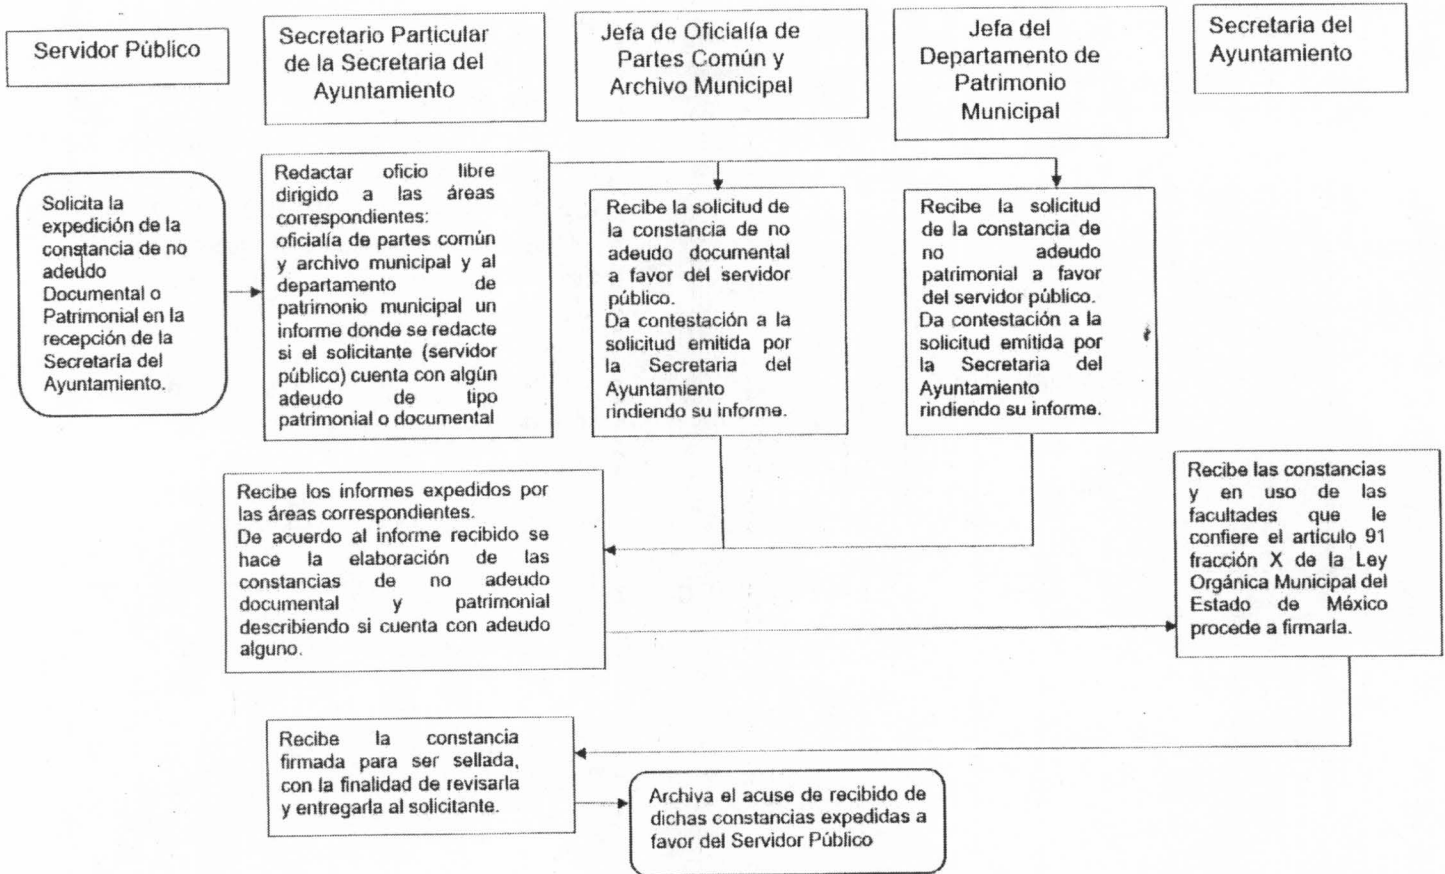 Servidor Público
Secretario Particular
de la Secretaria del
Ayuntamiento
Jefa de Oficialía de
Partes Común y
Archivo Municipal
Jefa del
Departamento de
Patrimonio
Municipal
Secretaria del
Ayuntamiento
Solicita la
expedición de la
constancia de no
adeudo
Documental o
Patrimonial en la
recepción de la
Secretaría del
Ayuntamiento.
Redactar oficio libre
dirigido a las áreas
correspondientes:
oficialía de partes común
y archivo municipal y al
departamento de
patrimonio municipal un
informe donde se redacte
si el solicitante (servidor
público) cuenta con algún
adeudo de tipo
patrimonial o documental
Recibe la solicitud de
la constancia de no
adeudo documental
a favor del servidor
público.
Da contestación a la
solicitud emitida por
la Secretaria del
Ayuntamiento
rindiendo su informe.
Recibe la solicitud
de la constancia de
no adeudo
patrimonial a favor
del servidor público.
Da contestación a la
solicitud emitida por
la Secretaria del
Ayuntamiento
rindiendo su informe.
Recibe los informes expedidos por
las áreas correspondientes.
De acuerdo al informe recibido se
hace la elaboración de las
constancias de no adeudo
documental y patrimonial
describiendo si cuenta con adeudo
alguno.
Recibe las constancias
y en uso de las
facultades que le
confiere el artículo 91
fracción X de la Ley
Orgánica Municipal del
Estado de México
procede a firmarla.
Recibe la constancia
firmada para ser sellada,
con la finalidad de revisarla
y entregarla al solicitante.
Archiva el acuse de recibido de
dichas constancias expedidas a
favor del Servidor Público